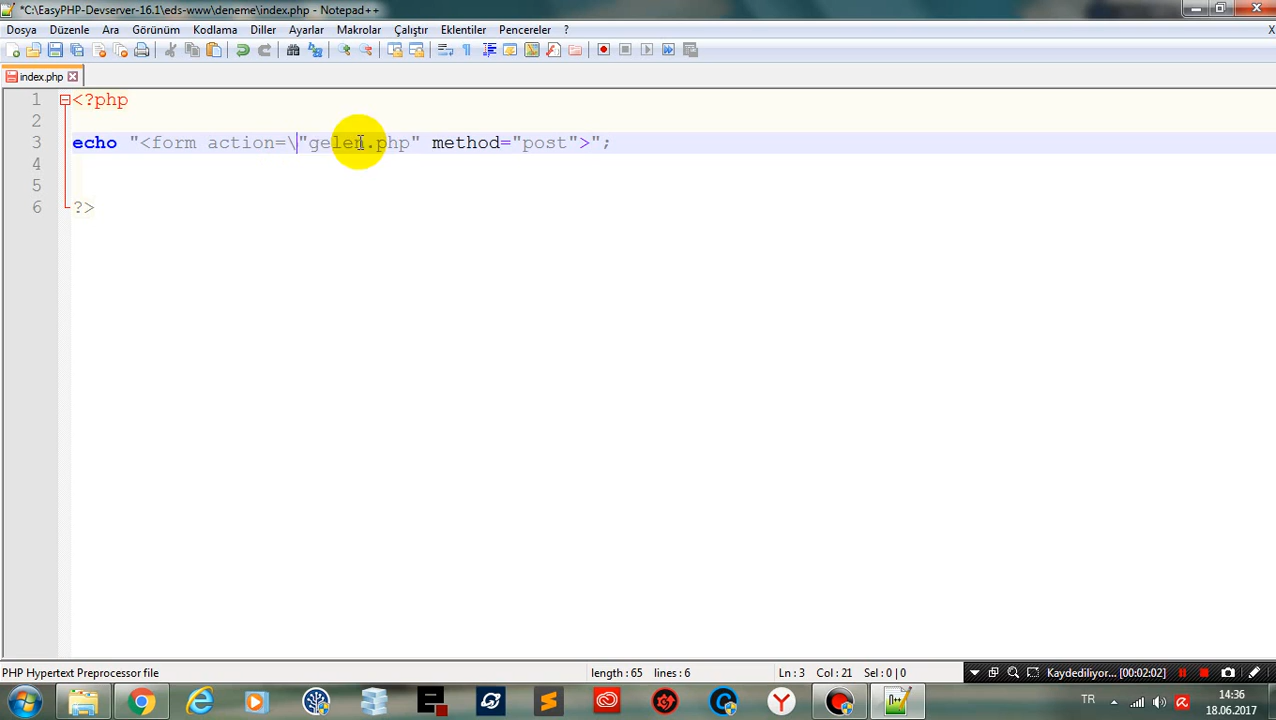 *C:\EasyPHP-Devserver-16.1\eds-www\deneme\index.php - Notepad++
Dosya Düzenle Ara Görünüm Kodlama Diller Ayarlar Makrolar Çalıştır Eklentiler Pencereler ? X
index.php
1 <?php
2
3 echo "<form action=\"gelen.php" method="post">";
4
5
6 ?>
PHP Hypertext Preprocessor file length : 65 lines : 6 Ln : 3 Col : 21 Sel : 0 | 0 Kaydediliyor... [00:02:02]
TR 14:36
18.06.2017